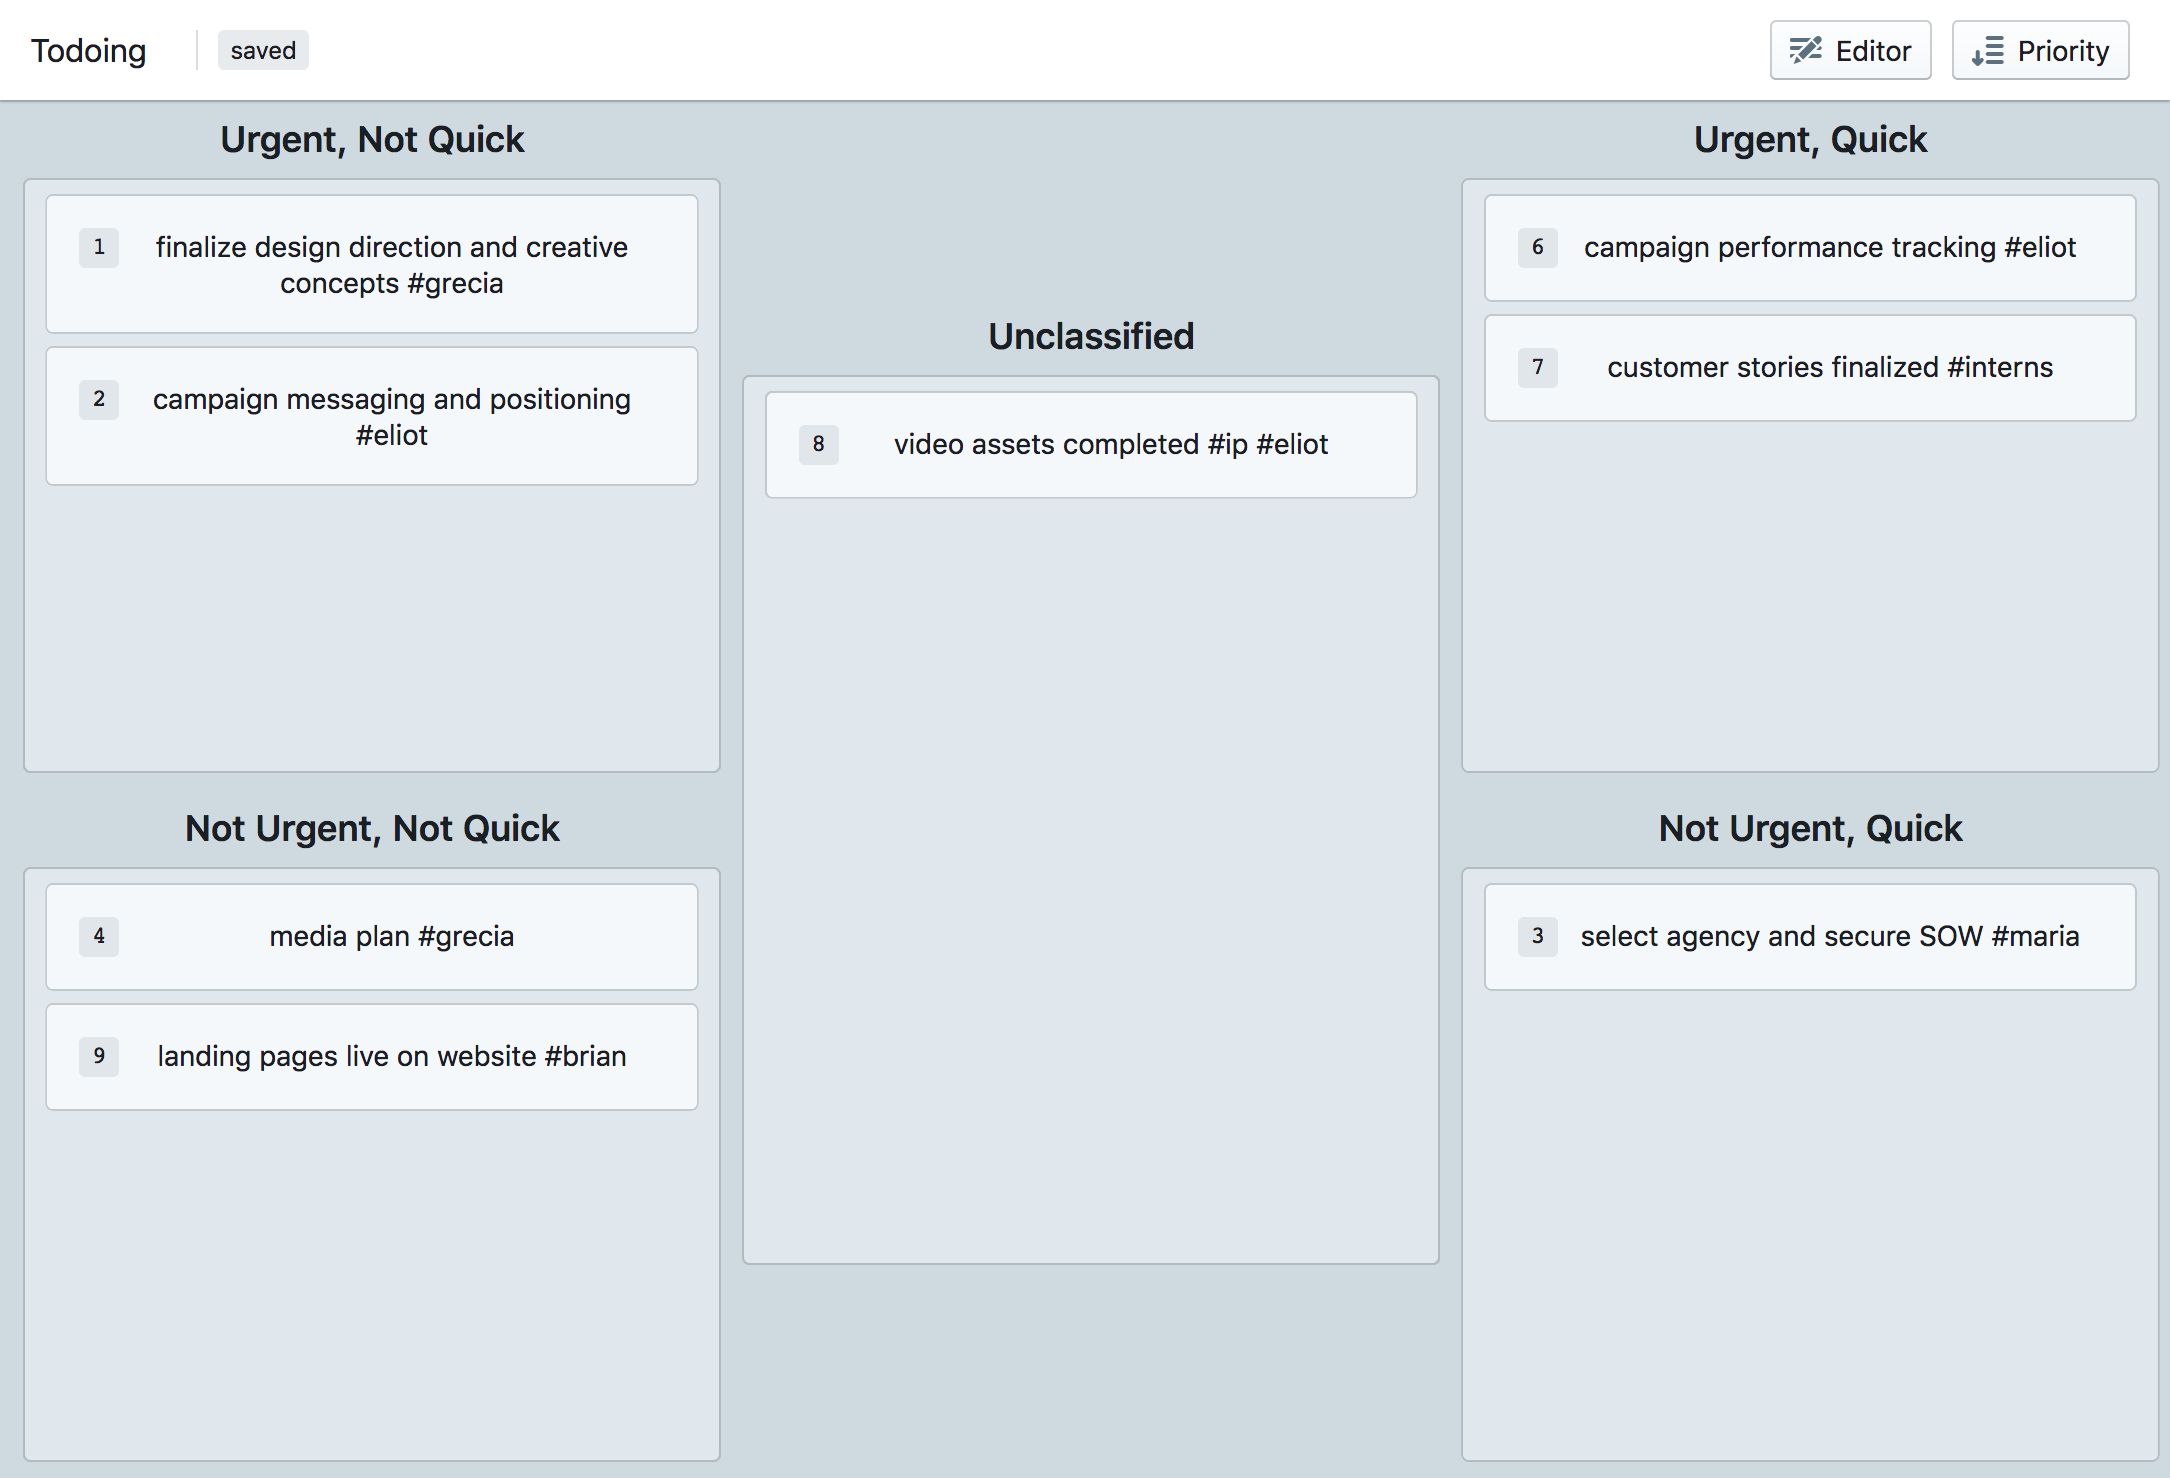 Todoing
saved
Editor
Priority
Urgent, Not Quick
1
finalize design direction and creative
concepts #grecia
2
campaign messaging and positioning
#eliot
Unclassified
8
video assets completed #ip #eliot
Urgent, Quick
6
campaign performance tracking #eliot
7
customer stories finalized #interns
Not Urgent, Not Quick
4
media plan #grecia
9
landing pages live on website #brian
Not Urgent, Quick
3
select agency and secure SOW #maria